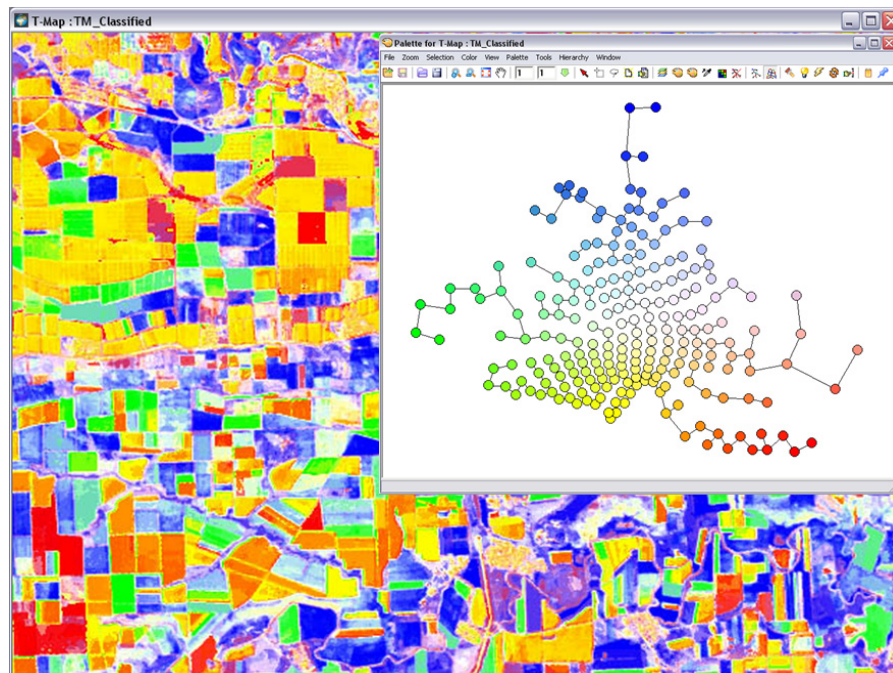 T-Map : TM_Classified
Palette for T-Map : TM_Classified
File Zoom Selection Color View Palette Tools Hierarchy Window
1 1